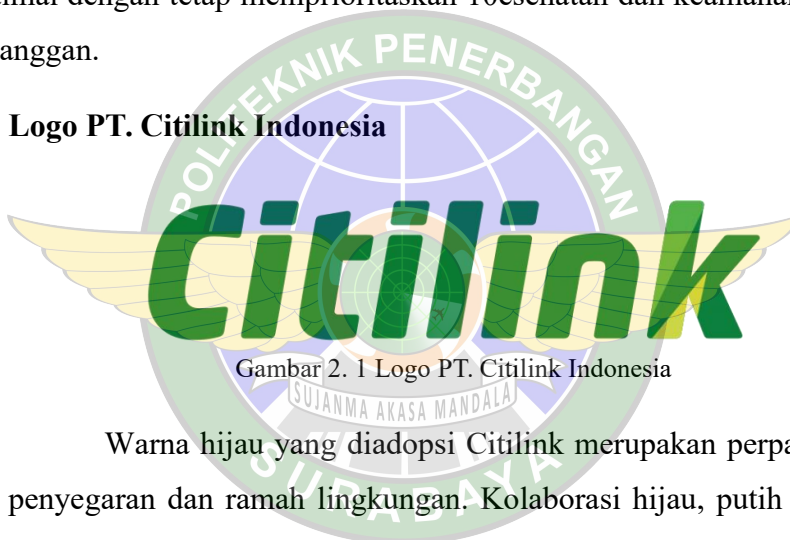 dengan tetap memprioritaskan 10esehatan dan keamanan
anggan.
POLITEKNIK PENERBANGAN
Logo PT. Citilink Indonesia
Citilink
Gambar 2. 1 Logo PT. Citilink Indonesia
SUJANMA AKASA MANDALA
Warna hijau yang diadopsi Citilink merupakan perpa
penyegaran dan ramah lingkungan. Kolaborasi hijau, putih
SURABAYA